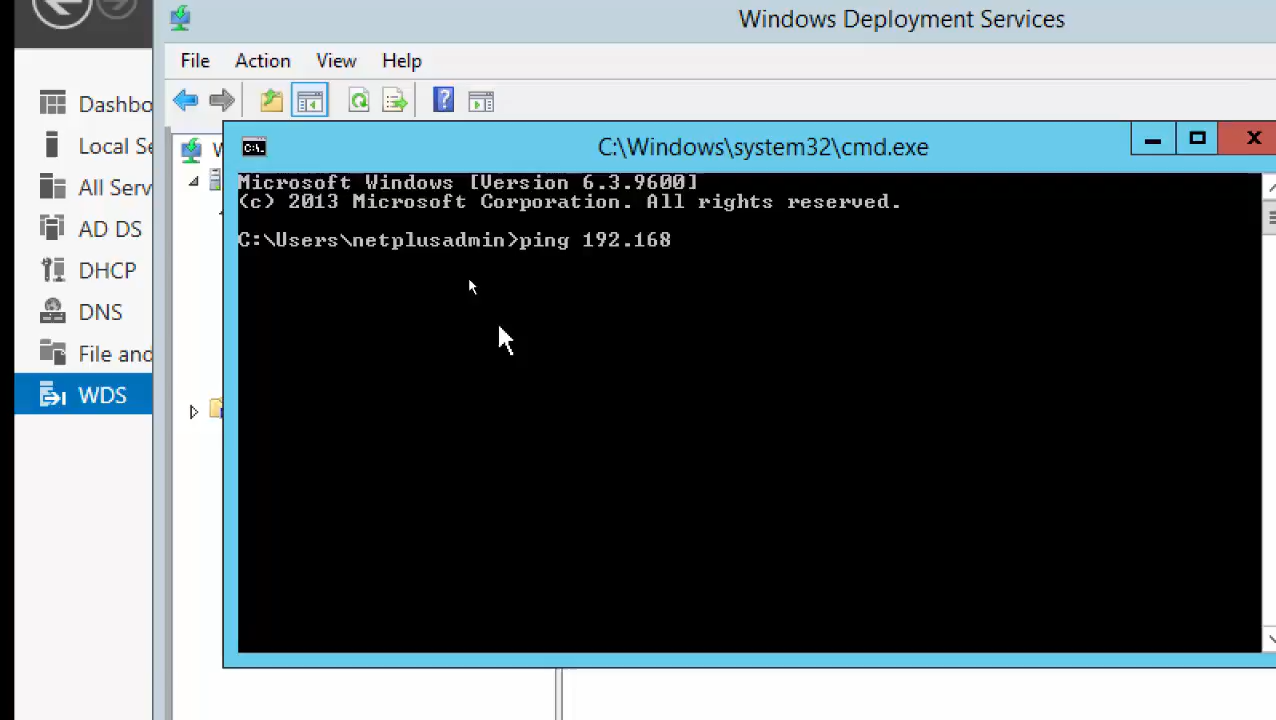 Windows Deployment Services
File Action View Help
Dashbo
Local Se
All Serv
AD DS
DHCP
DNS
File and
WDS
W
C:\Windows\system32\cmd.exe
Microsoft Windows [Version 6.3.9600]
(c) 2013 Microsoft Corporation. All rights reserved.
C:\Users\netplusadmin>ping 192.168